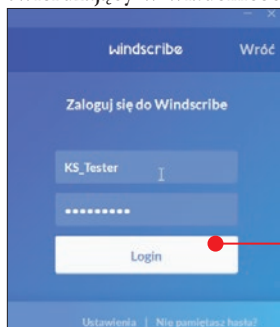 windscribe Wróć
Zaloguj się do Windscribe
KS_Tester
•••••••••
Login
Ustawienia | Nie pamiętasz hasła?